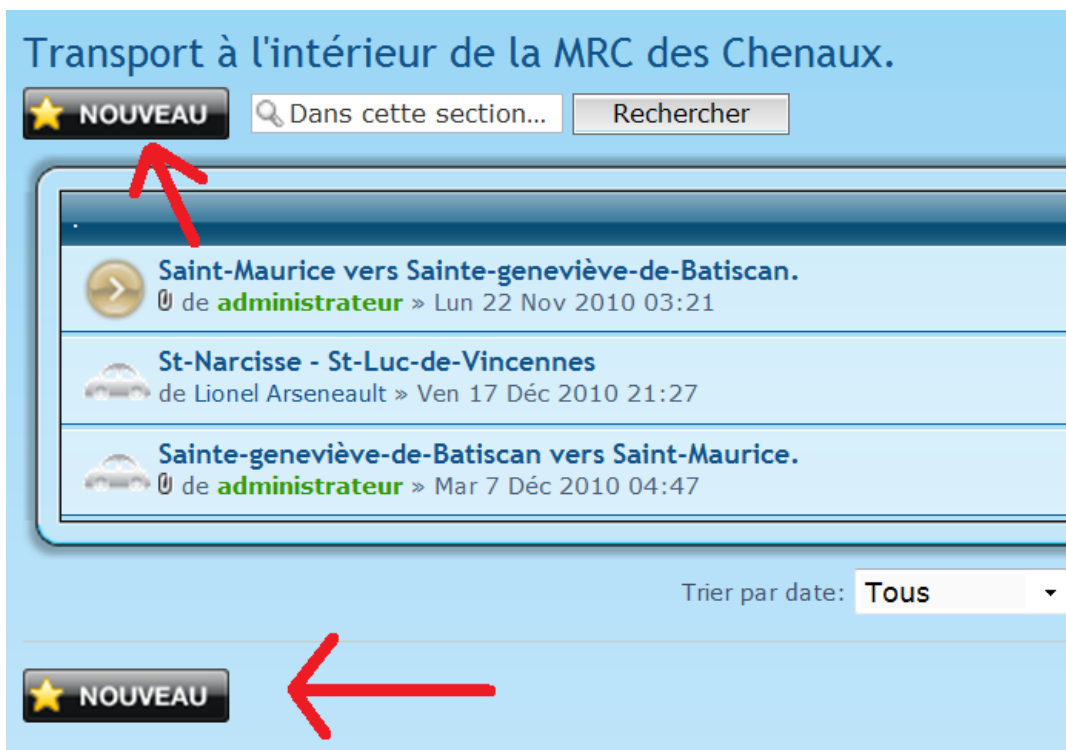 Transport à l'intérieur de la MRC des Chenaux.
NOUVEAU Dans cette section... Rechercher
.
Saint-Maurice vers Sainte-geneviève-de-Batiscan.
de administrateur » Lun 22 Nov 2010 03:21
St-Narcisse - St-Luc-de-Vincennes
de Lionel Arseneault » Ven 17 Déc 2010 21:27
Sainte-geneviève-de-Batiscan vers Saint-Maurice.
de administrateur » Mar 7 Déc 2010 04:47
Trier par date: Tous
NOUVEAU